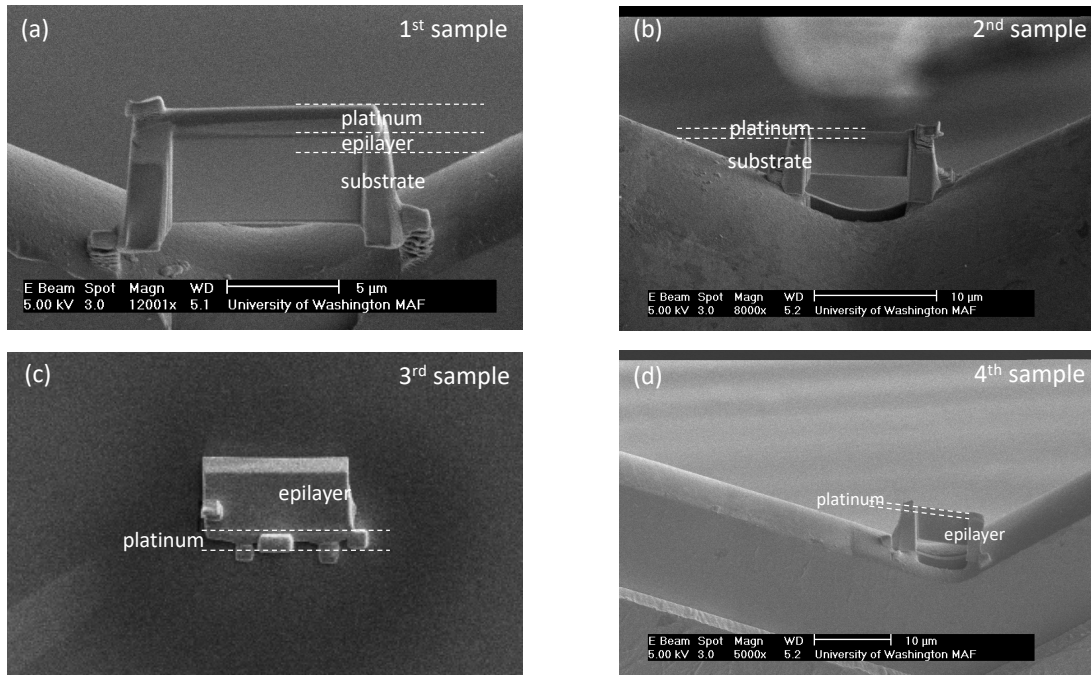 (a)
1st sample
platinum
epilayer
substrate
E Beam Spot Magn WD 5 µm
5.00 kV 3.0 12001x 5.1 University of Washington MAF
(b)
2nd sample
platinum
substrate
E Beam Spot Magn WD 10 µm
5.00 kV 3.0 8000x 5.2 University of Washington MAF
(c)
3rd sample
epilayer
platinum
(d)
4th sample
platinum
epilayer
E Beam Spot Magn WD 10 µm
5.00 kV 3.0 5000x 5.2 University of Washington MAF